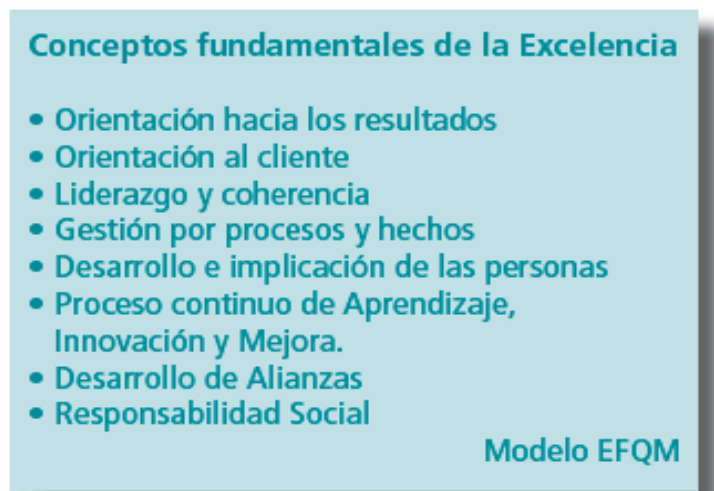 Conceptos fundamentales de la Excelencia
• Orientación hacia los resultados
• Orientación al cliente
• Liderazgo y coherencia
• Gestión por procesos y hechos
• Desarrollo e implicación de las personas
• Proceso continuo de Aprendizaje,
Innovación y Mejora.
• Desarrollo de Alianzas
• Responsabilidad Social
Modelo EFQM